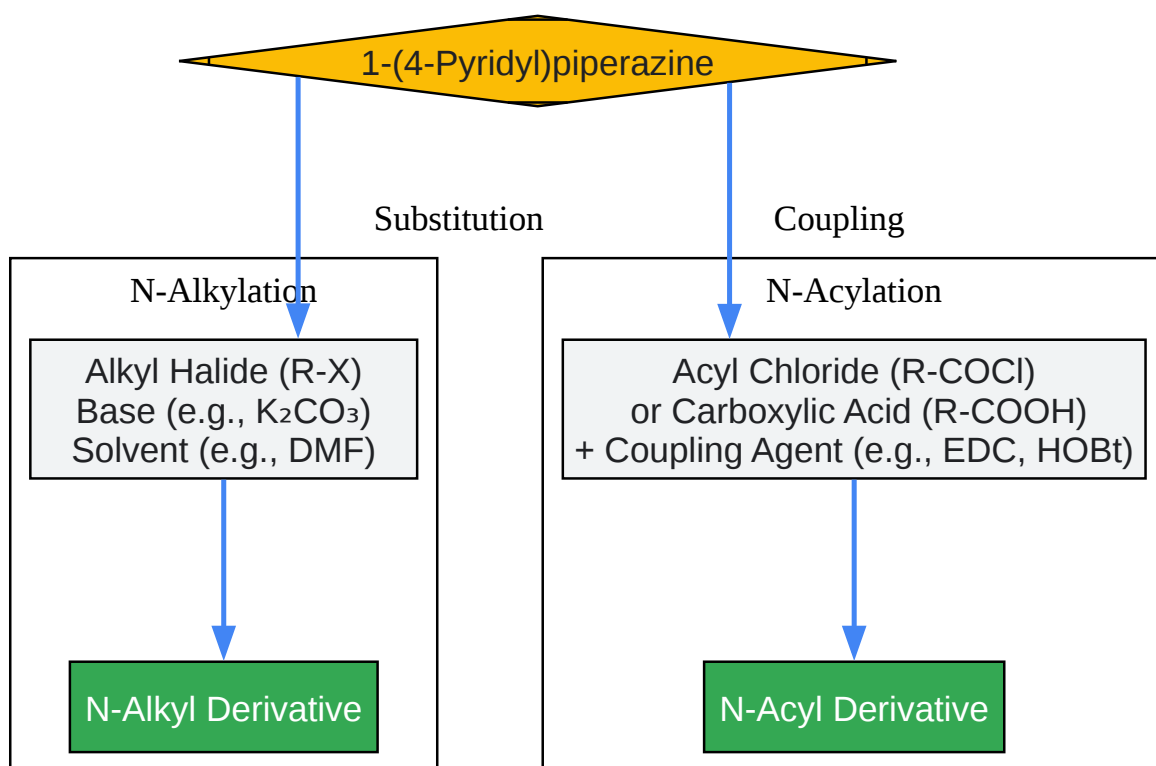 1-(4-Pyridyl)piperazine
Substitution
Coupling
N-Alkylation
Alkyl Halide (R-X)
Base (e.g., K₂CO₃)
Solvent (e.g., DMF)
N-Alkyl Derivative
N-Acylation
Acyl Chloride (R-COCl)
or Carboxylic Acid (R-COOH)
+ Coupling Agent (e.g., EDC, HOBt)
N-Acyl Derivative